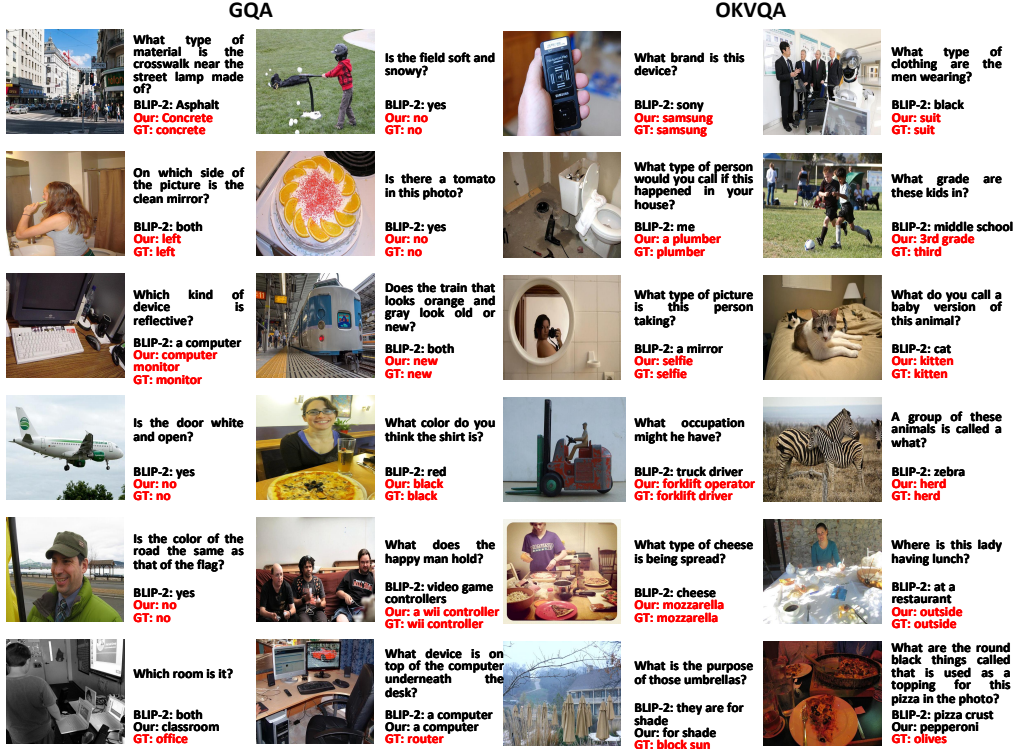 GQA
OKVQA
What type of
material is the
crosswalk near the
street lamp made
of?
BLIP-2: Asphalt
Our: Concrete
GT: concrete
Is the field soft and
snowy?
BLIP-2: yes
Our: no
GT: no
What brand is this
device?
BLIP-2: sony
Our: samsung
GT: samsung
What type of
clothing are the
men wearing?
BLIP-2: black
Our: suit
GT: suit
On which side of
the picture is the
clean mirror?
BLIP-2: both
Our: left
GT: left
Is there a tomato
in this photo?
BLIP-2: yes
Our: no
GT: no
What type of person
would you call if this
happened in your
house?
BLIP-2: me
Our: a plumber
GT: plumber
What grade are
these kids in?
BLIP-2: middle school
Our: 3rd grade
GT: third
Which kind of
device is
reflective?
BLIP-2: a computer
Our: computer
monitor
GT: monitor
Does the train that
looks orange and
gray look old or
new?
BLIP-2: both
Our: new
GT: new
What type of picture
is this person
taking?
BLIP-2: a mirror
Our: selfie
GT: selfie
What do you call a
baby version of
this animal?
BLIP-2: cat
Our: kitten
GT: kitten
Is the door white
and open?
BLIP-2: yes
Our: no
GT: no
What color do you
think the shirt is?
BLIP-2: red
Our: black
GT: black
What occupation
might he have?
BLIP-2: truck driver
Our: forklift operator
GT: forklift driver
A group of these
animals is called a
what?
BLIP-2: zebra
Our: herd
GT: herd
Is the color of the
road the same as
that of the flag?
BLIP-2: yes
Our: no
GT: no
What does the
happy man hold?
BLIP-2: video game
controllers
Our: a wii controller
GT: wii controller
What type of cheese
is being spread?
BLIP-2: cheese
Our: mozzarella
GT: mozzarella
Where is this lady
having lunch?
BLIP-2: at a
restaurant
Our: outside
GT: outside
Which room is it?
BLIP-2: both
Our: classroom
GT: office
What device is on
top of the computer
underneath the
desk?
BLIP-2: a computer
Our: a computer
GT: router
What is the purpose
of those umbrellas?
BLIP-2: they are for
shade
Our: for shade
GT: block sun
What are the round
black things called
that is used as a
topping for this
pizza in the photo?
BLIP-2: pizza crust
Our: pepperoni
GT: olives